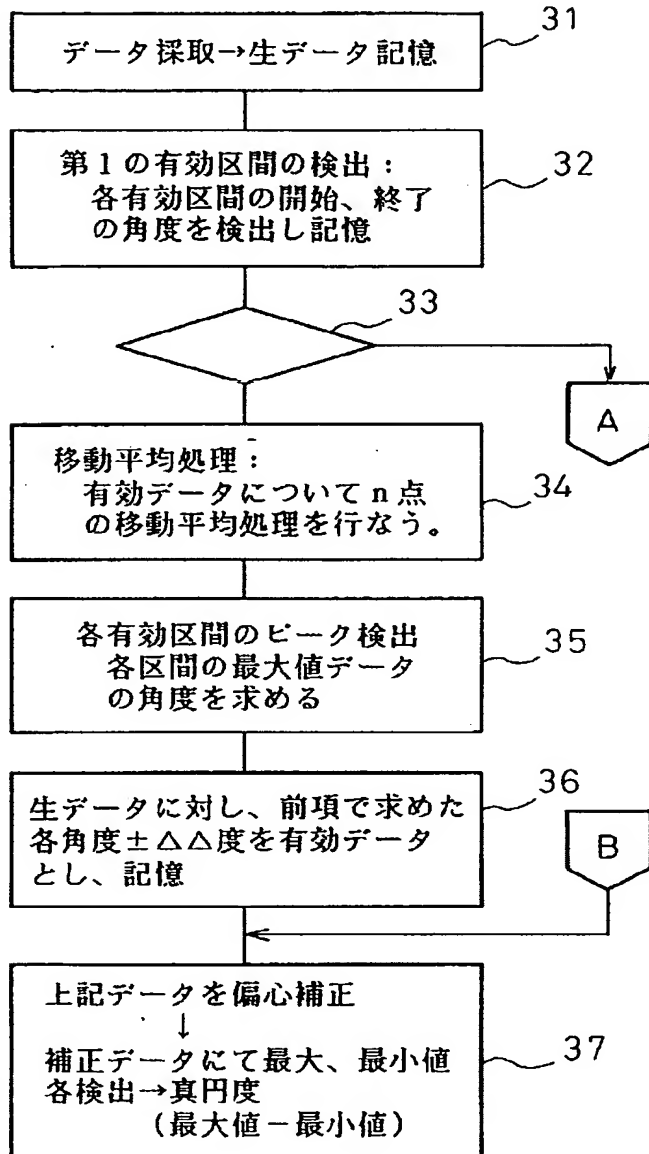 31
データ採取→生データ記憶
32
第1の有効区間の検出：
各有効区間の開始、終了
の角度を検出し記憶
33
A
移動平均処理：
有効データについてn点
の移動平均処理を行なう。
34
各有効区間のピーク検出
各区間の最大値データ
の角度を求める
35
36
生データに対し、前項で求めた
各角度±△△度を有効データ
とし、記憶
B
上記データを偏心補正
↓
補正データにて最大、最小値
各検出→真円度
（最大値－最小値）
37